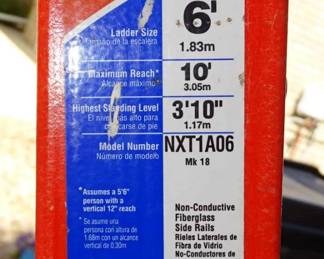 Ladder Size 6'
Tamaño de la escalera 1.83m
Maximum Reach* 10'
Alcance máximo* 3.05m
Highest Standing Level 3'10"
El nivel más alto para 1.17m
colocarse de pie
Model Number NXT1A06
Número de modelo Mk 18
*Assumes a 5'6"
person with a
vertical 12" reach
*Se asume una
persona con altura de
1.68m con un alcance
vertical de 0.30m
Non-Conductive
Fiberglass
Side Rails
Rieles Laterales de
Fibra de Vidrio
No-Conductores de